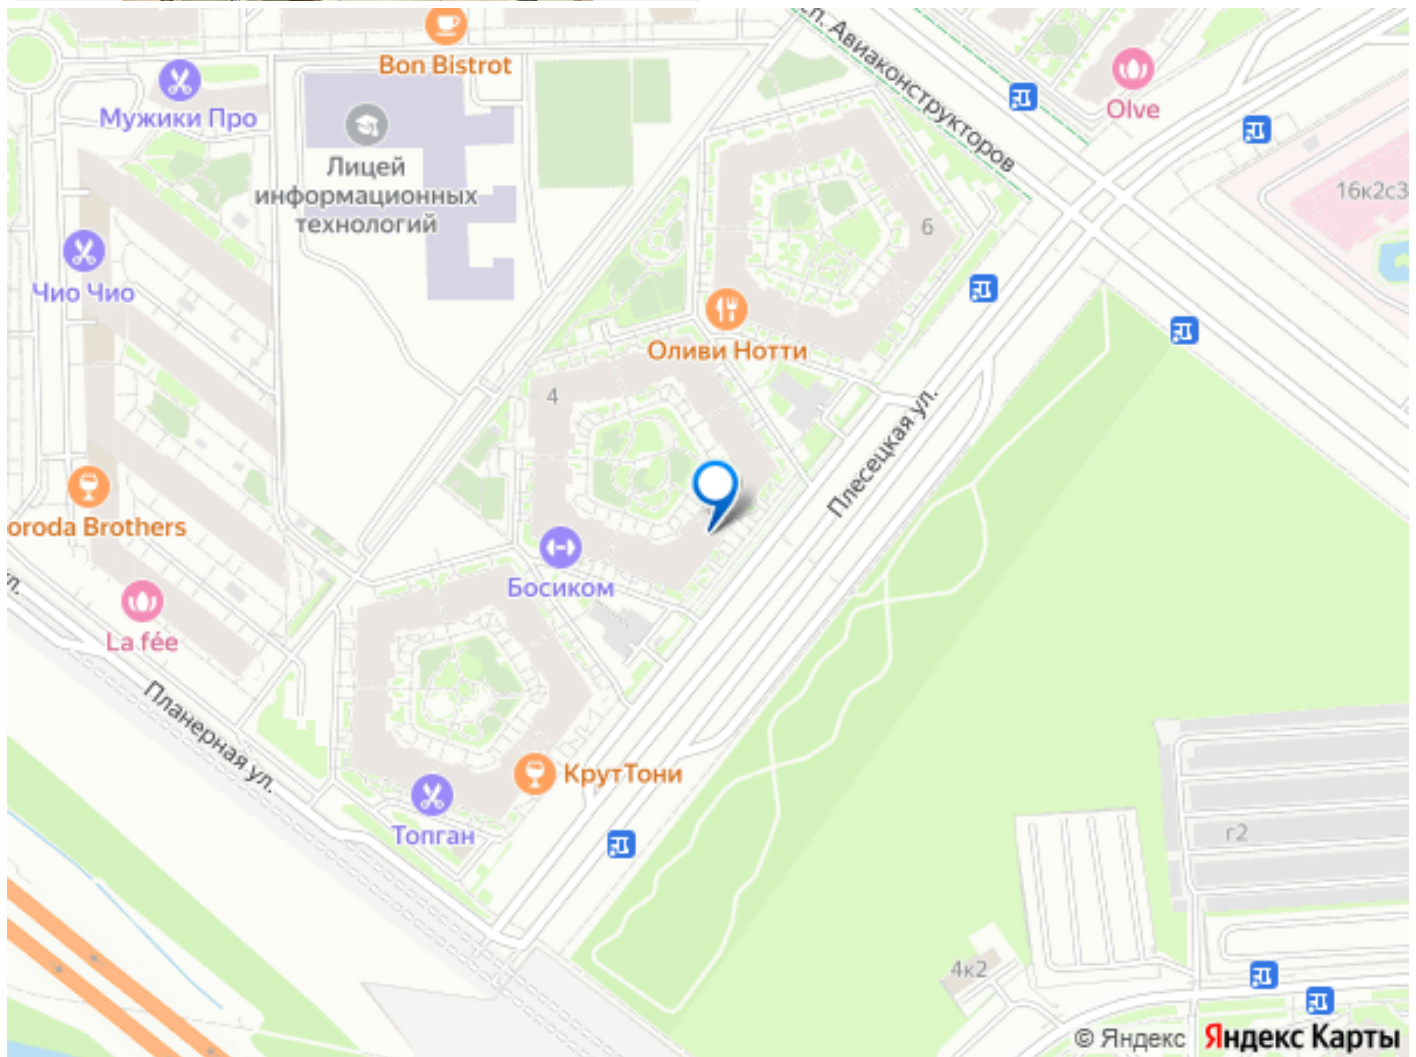 Bon Bistrot
сп. Авиаконструкторов
Olve
Мужики Про
Лицей
информационных
технологий
16к2с3
6
Чио Чио
Оливи Нотти
4
Плесецкая ул.
oroda Brothers
Босиком
La fée
ул.
Планерная ул.
КрутТони
Топган
г2
4к2
© Яндекс Яндекс Карты